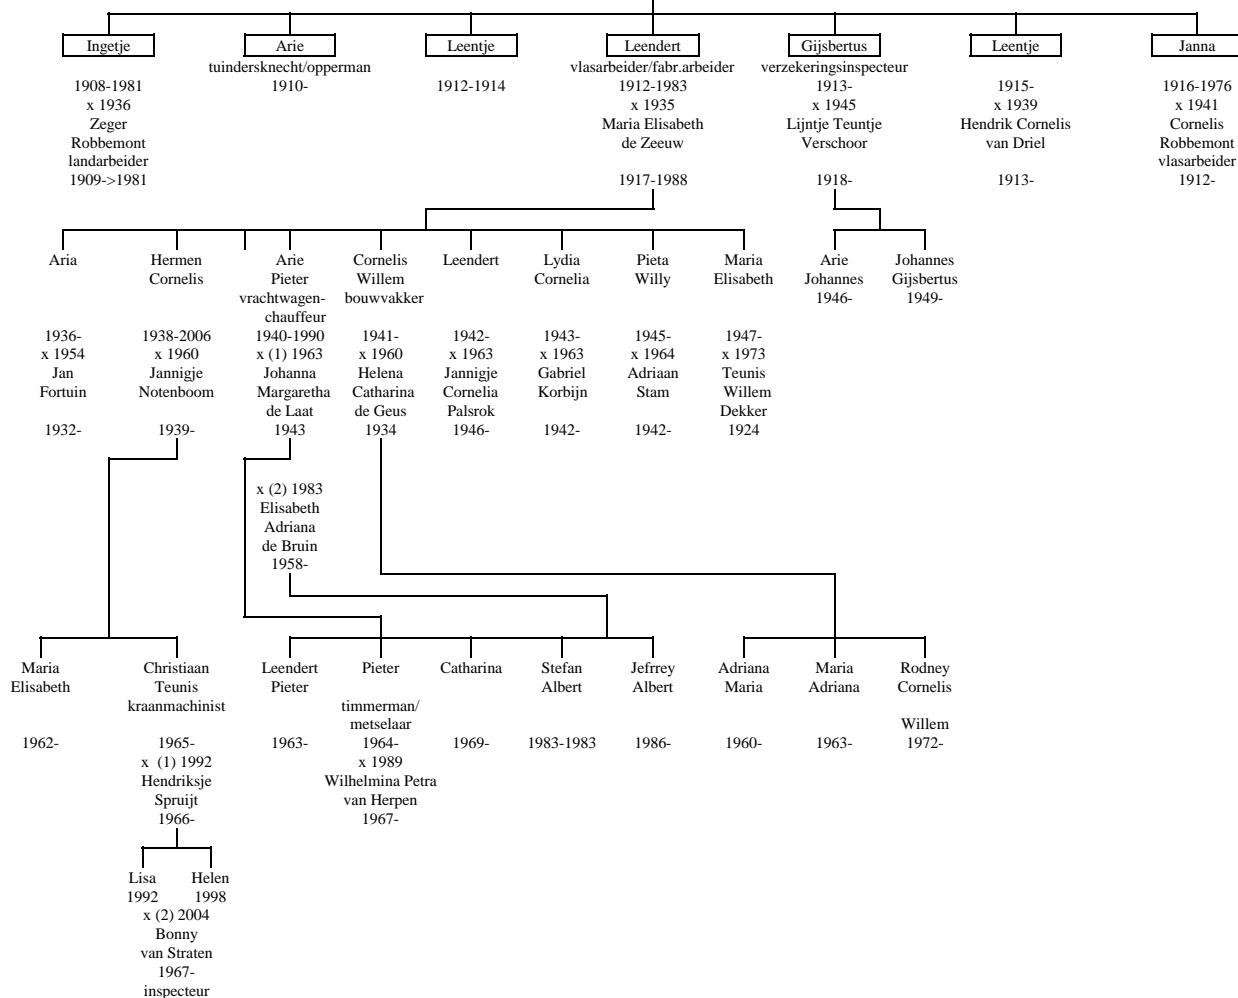 Ingetje
1908-1981
x 1936
Zeger
Robbemont
landarbeider
1909->1981
Arie
tuindersknecht/opperman
1910-
Leentje
1912-1914
Leendert
vlasarbeider/fabr.arbeider
1912-1983
x 1935
Maria Elisabeth
de Zeeuw
1917-1988
Gijsbertus
verzekeringsinspecteur
1913-
x 1945
Lijntje Teuntje
Verschoor
1918-
Leentje
1915-
x 1939
Hendrik Cornelis
van Driel
1913-
Janna
1916-1976
x 1941
Cornelis
Robbemont
vlasarbeider
1912-
Aria
1936-
x 1954
Jan
Fortuin
1932-
Hermen
Cornelis
1938-2006
x 1960
Jannigje
Notenboom
1939-
Arie
Pieter
vrachtwagen-
chauffeur
1940-1990
x (1) 1963
Johanna
Margaretha
de Laat
1943
x (2) 1983
Elisabeth
Adriana
de Bruin
1958-
Cornelis
Willem
bouwvakker
1941-
x 1960
Helena
Catharina
de Geus
1934
Leendert
1942-
x 1963
Jannigje
Cornelia
Palsrok
1946-
Lydia
Cornelia
1943-
x 1963
Gabriel
Korbijn
1942-
Pieta
Willy
1945-
x 1964
Adriaan
Stam
1942-
Maria
Elisabeth
1947-
x 1973
Teunis
Willem
Dekker
1924
Arie
Johannes
1946-
Johannes
Gijsbertus
1949-
Maria
Elisabeth
1962-
Christiaan
Teunis
kraanmachinist
1965-
x (1) 1992
Hendriksje
Spruijt
1966-
Lisa
1992
Helen
1998
x (2) 2004
Bonny
van Straten
1967-
inspecteur
Leendert
Pieter
1963-
Pieter
timmerman/
metselaar
1964-
x 1989
Wilhelmina Petra
van Herpen
1967-
Catharina
1969-
Stefan
Albert
1983-1983
Jefrrey
Albert
1986-
Adriana
Maria
1960-
Maria
Adriana
1963-
Rodney
Cornelis
Willem
1972-